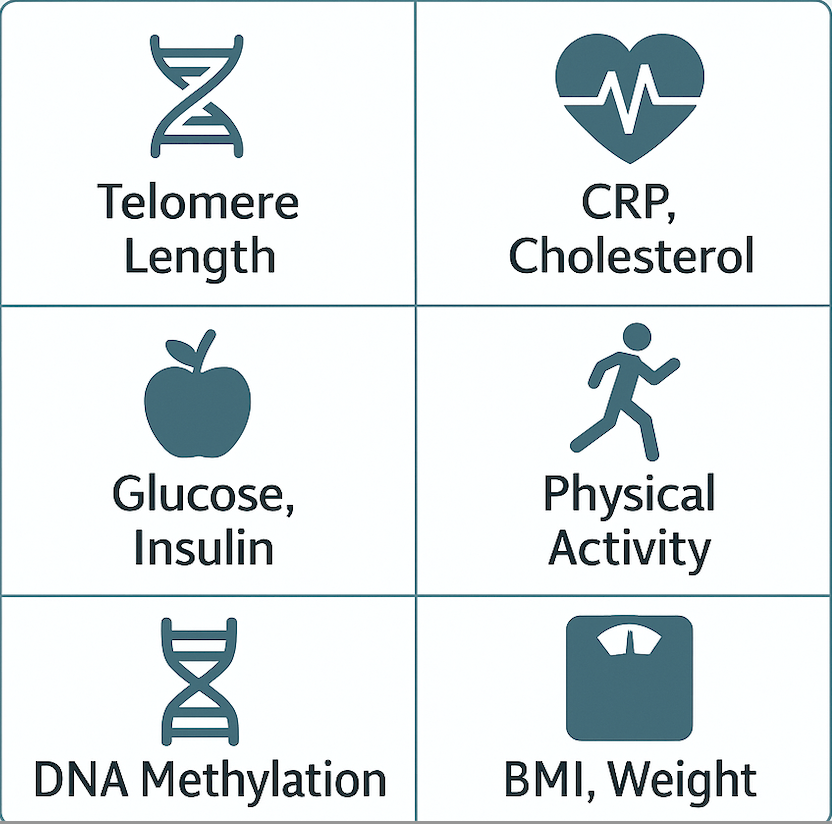 Telomere
Length
CRP,
Cholesterol
Glucose,
Insulin
Physical
Activity
DNA Methylation
BMI, Weight